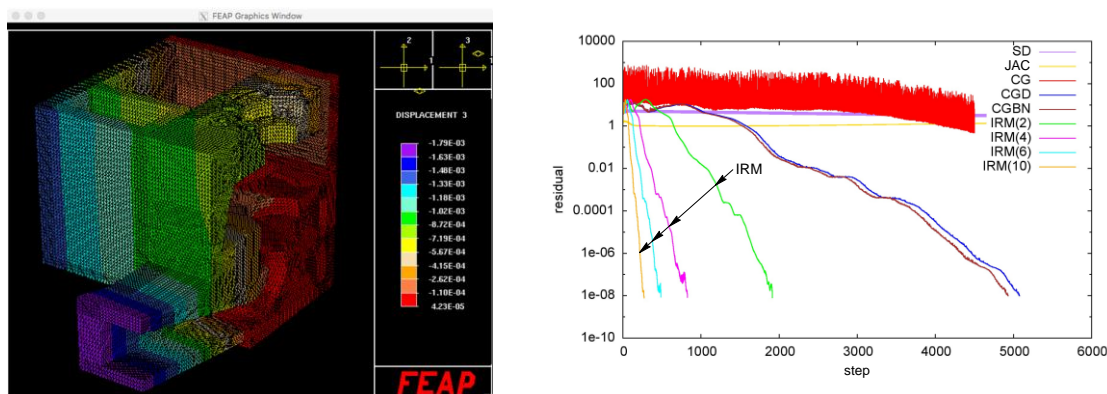 FEAP Graphics Window
2
3
1
1
DISPLACEMENT 3
-1.79E-03
-1.63E-03
-1.48E-03
-1.33E-03
-1.18E-03
-1.02E-03
-8.72E-04
-7.19E-04
-5.67E-04
-4.15E-04
-2.62E-04
-1.10E-04
4.23E-05
FEAP
10000
100
1
0.01
0.0001
1e-06
1e-08
1e-10
residual
SD
JAC
CG
CGD
CGBN
IRM(2)
IRM(4)
IRM(6)
IRM(10)
IRM
0 1000 2000 3000 4000 5000 6000
step